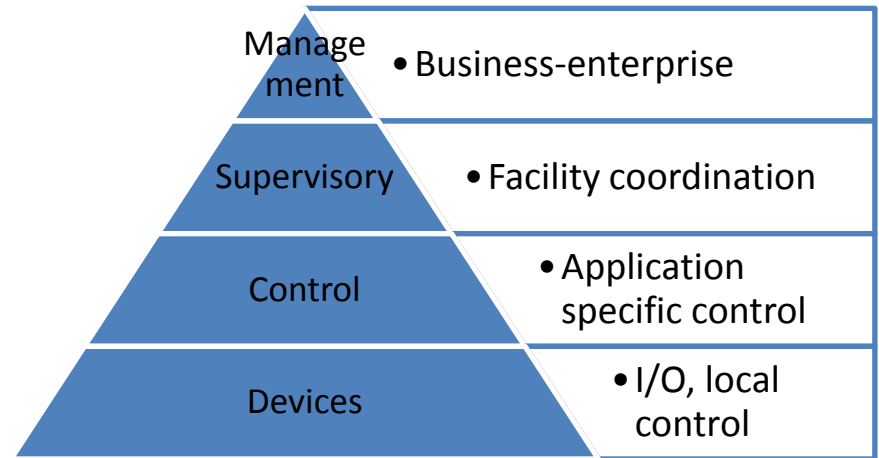 Manage
ment
• Business-enterprise
Supervisory
• Facility coordination
Control
• Application
specific control
Devices
• I/O, local
control